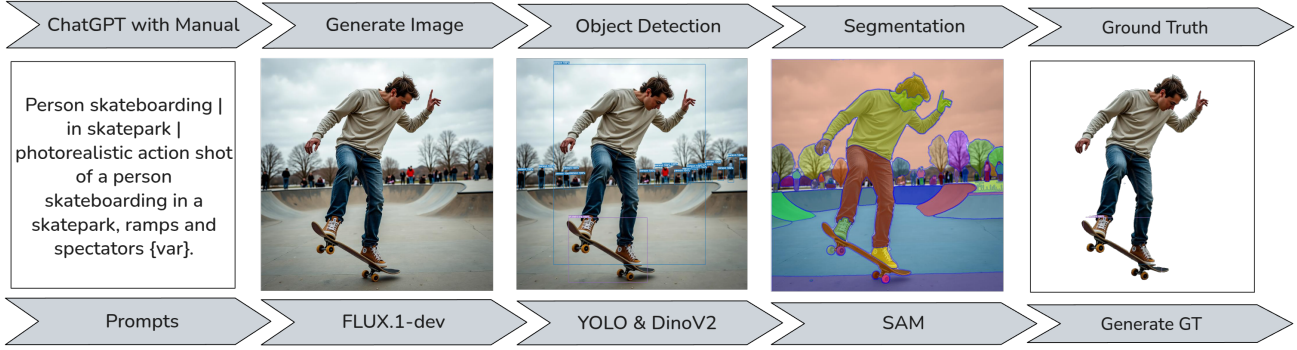 ChatGPT with Manual
Generate Image
Object Detection
Segmentation
Ground Truth
Person skateboarding |
in skatepark |
photorealistic action shot
of a person
skateboarding in a
skatepark, ramps and
spectators {var}.
Prompts
FLUX.1-dev
YOLO & DinoV2
SAM
Generate GT